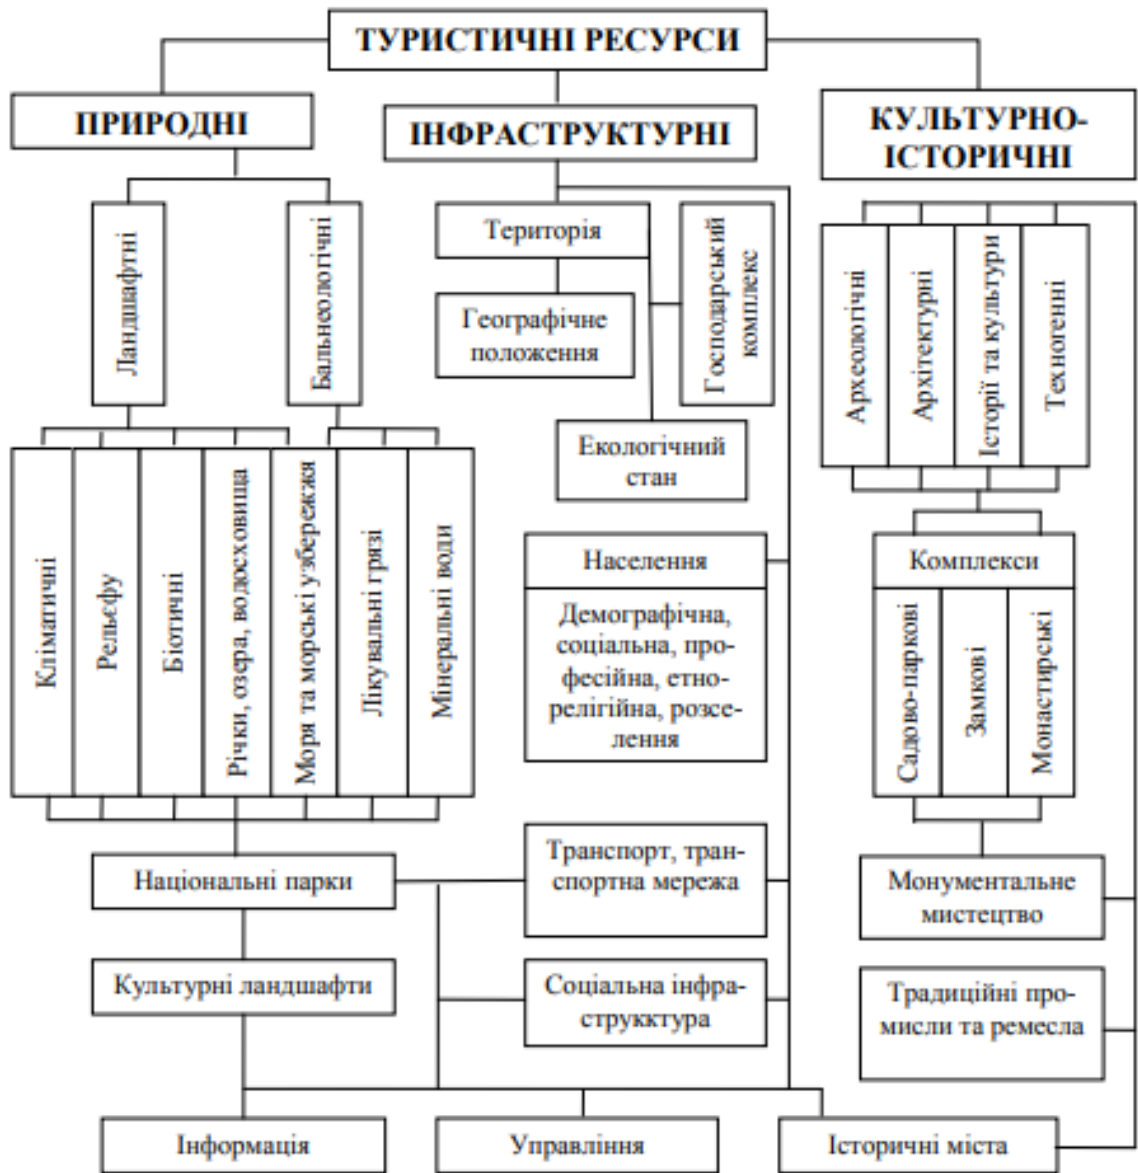 ТУРИСТИЧНІ РЕСУРСИ
ПРИРОДНІ
ІНФРАСТРУКТУРНІ
КУЛЬТУРНО-
ІСТОРИЧНІ
Ландшафтні
Бальнеологічні
Територія
Географічне
положення
Господарський
комплекс
Екологічний
стан
Археологічні
Архітектурні
Історії та культури
Техногенні
Кліматичні
Рельєфу
Біотичні
Річки, озера, водосховища
Моря та морські узбережжя
Лікувальні грязі
Мінеральні води
Населення
Демографічна,
соціальна, про-
фесійна, етно-
релігійна, розсе-
лення
Комплекси
Садово-паркові
Замкові
Монастирські
Національні парки
Транспорт, тран-
спортна мережа
Монументальне
мистецтво
Культурні ландшафти
Соціальна інфра-
струкктура
Традиційні про-
мисли та ремесла
Інформація
Управління
Історичні міста